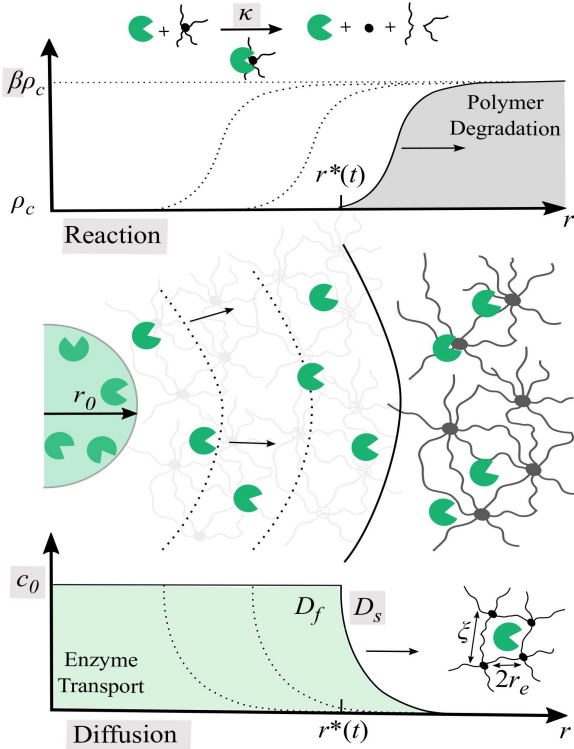 κ
+
+
+
βρc
Polymer
Degradation
r*(t)
ρc
r
Reaction
r0
c0
Df
Ds
ξ
2re
Enzyme
Transport
r*(t)
r
Diffusion